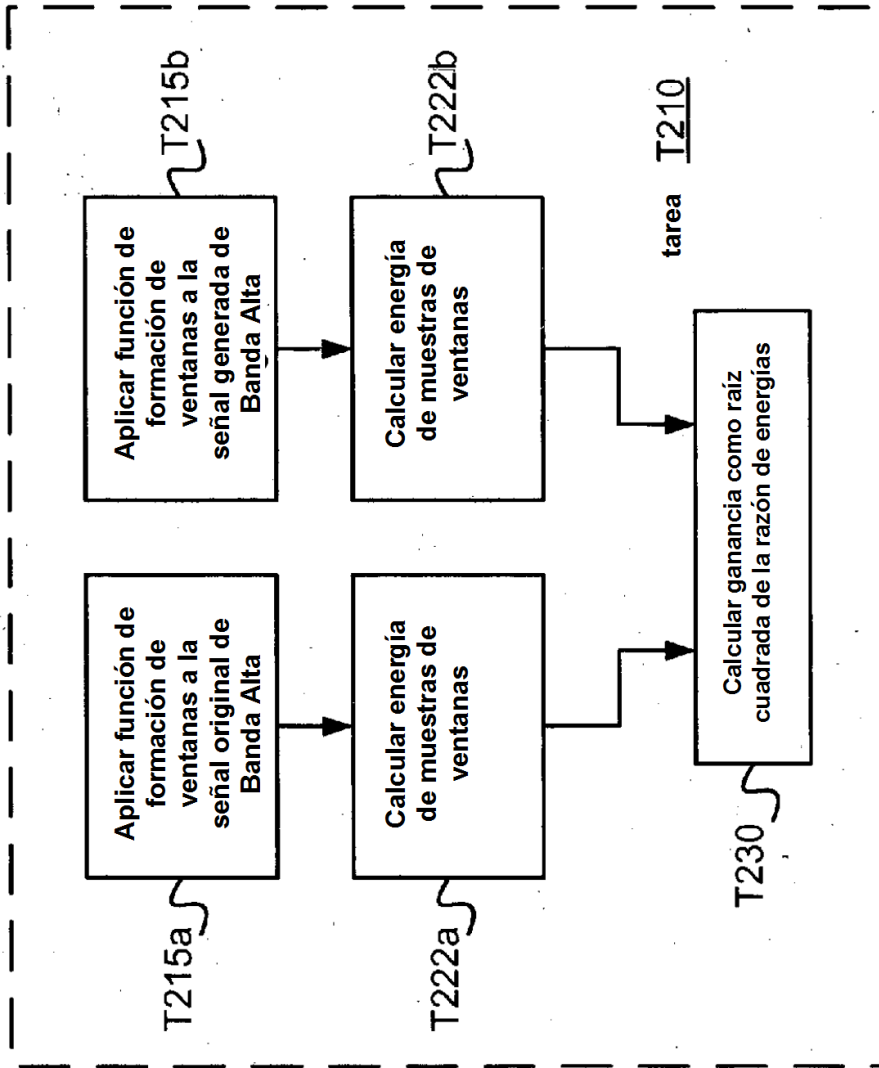 T215a
Aplicar función de
formación de
ventanas a la
señal original de
Banda Alta
Aplicar función de
formación de
ventanas a la
señal generada de
Banda Alta
T215b
T222a
Calcular energía
de muestras de
ventanas
Calcular energía
de muestras de
ventanas
T222b
T230
Calcular ganancia como raíz
cuadrada de la razón de energías
tarea T210